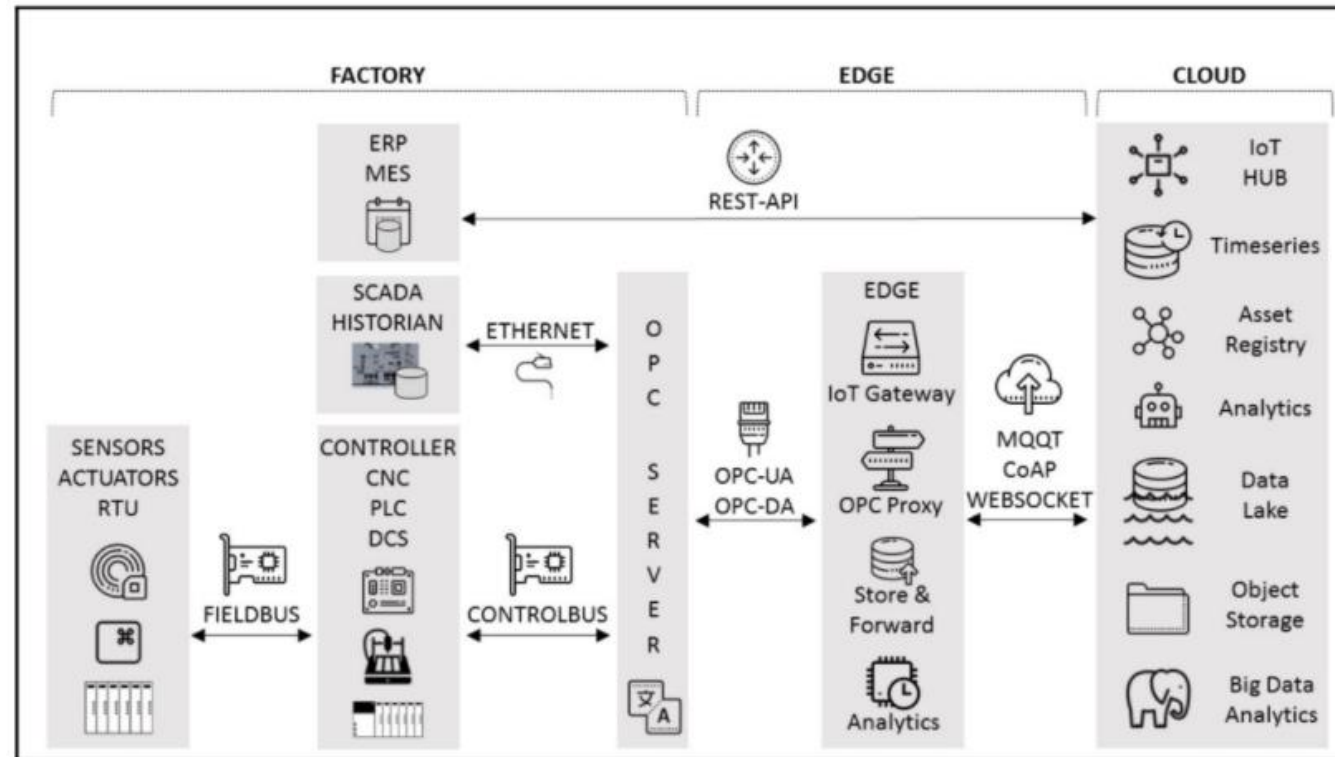 FACTORY
EDGE
CLOUD
ERP
MES
REST-API
SCADA
HISTORIAN
ETHERNET
SENSORS
ACTUATORS
RTU
FIELDBUS
CONTROLLER
CNC
PLC
DCS
CONTROLBUS
O
P
C
S
E
R
V
E
R
文
A
OPC-UA
OPC-DA
EDGE
IoT Gateway
OPC Proxy
Store &
Forward
Analytics
MQQT
CoAP
WEBSOCKET
IoT
HUB
Timeseries
Asset
Registry
Analytics
Data
Lake
Object
Storage
Big Data
Analytics